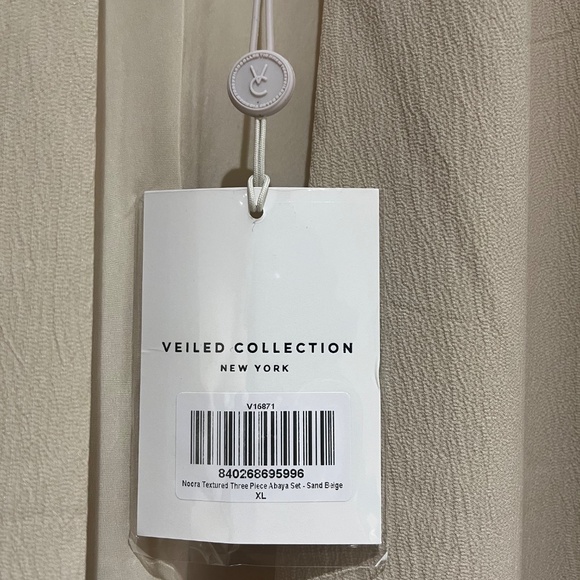 VC
VEILED COLLECTION
NEW YORK
V16871
840268695996
Noora Textured Three Piece Abaya Set - Sand Beige
XL